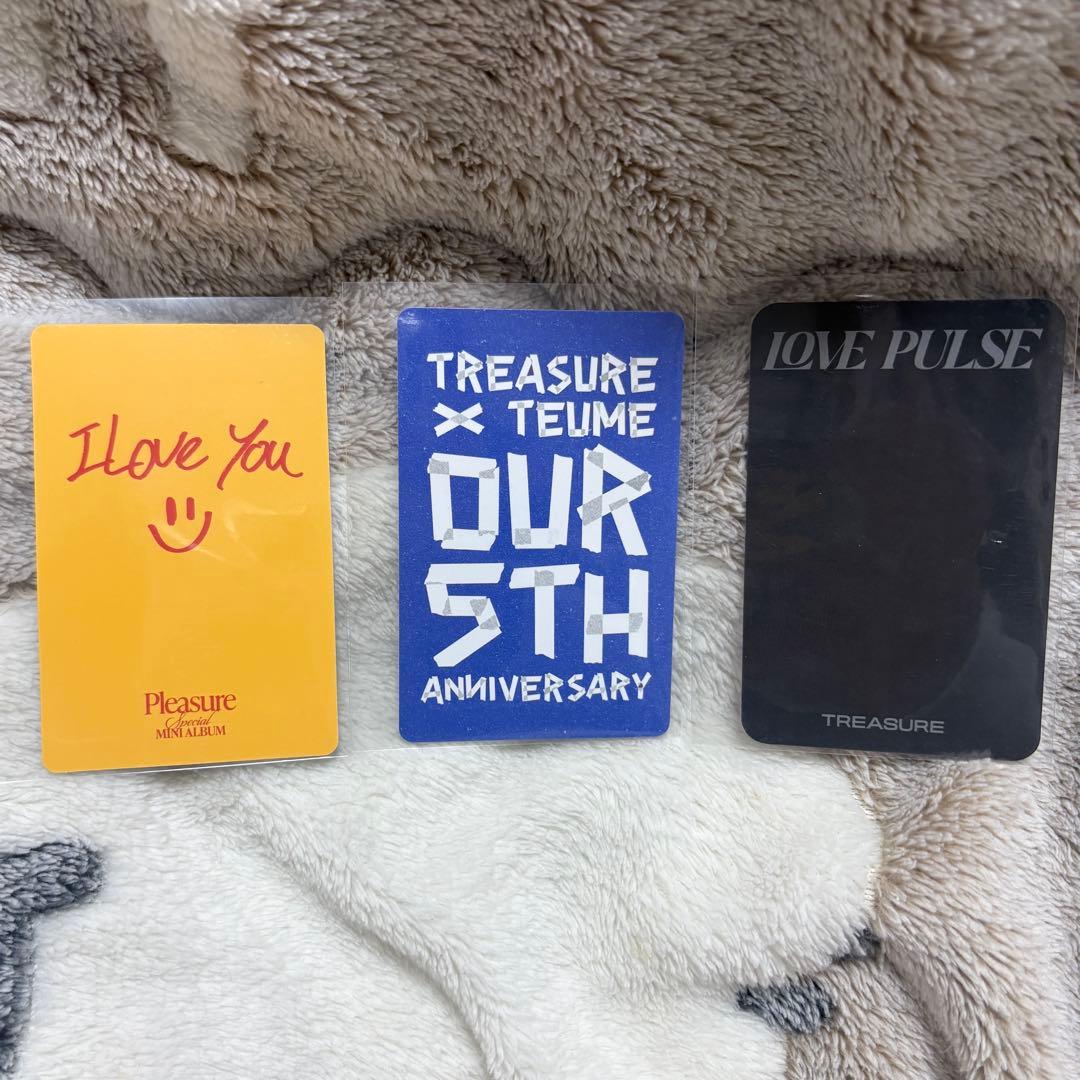 I Love You
Pleasure
Special
MINI ALBUM
TREASURE
X TEUME
OUR
5TH
ANNIVERSARY
LOVE PULSE
TREASURE